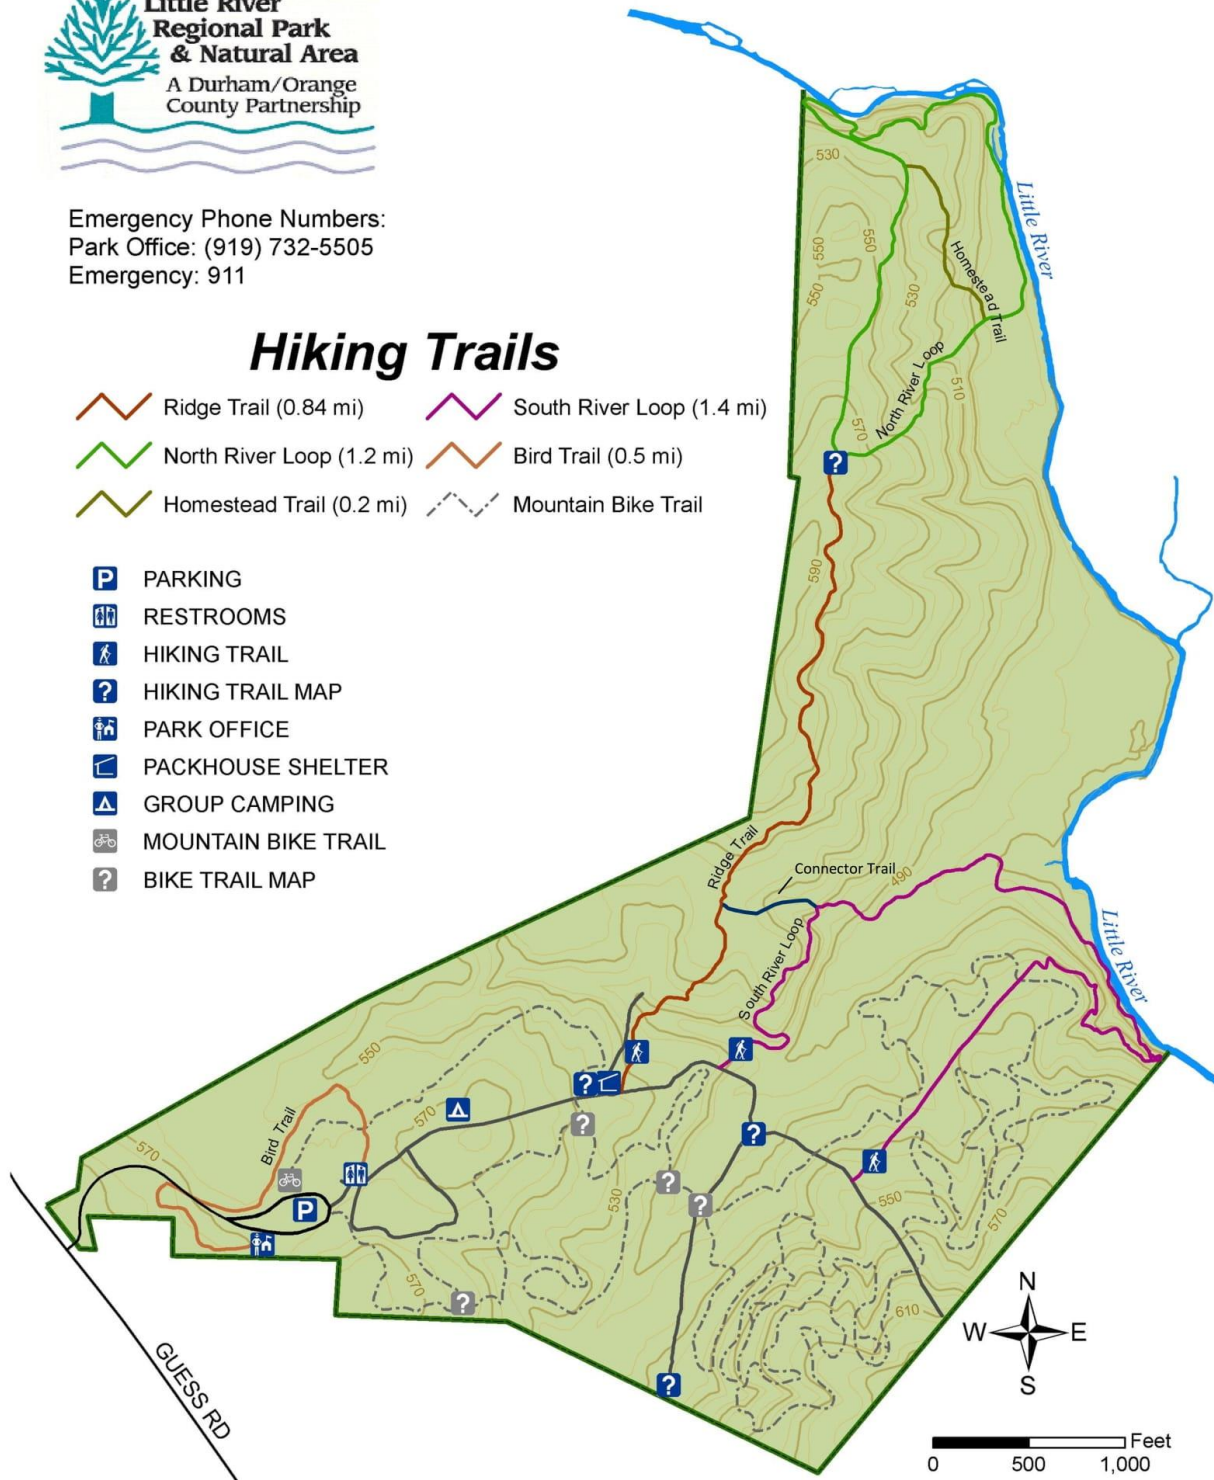 Little River
Regional Park
& Natural Area
A Durham/Orange
County Partnership
Emergency Phone Numbers:
Park Office: (919) 732-5505
Emergency: 911
Hiking Trails
Ridge Trail (0.84 mi)
South River Loop (1.4 mi)
North River Loop (1.2 mi)
Bird Trail (0.5 mi)
Homestead Trail (0.2 mi)
Mountain Bike Trail
P PARKING
RESTROOMS
HIKING TRAIL
? HIKING TRAIL MAP
PARK OFFICE
PACKHOUSE SHELTER
GROUP CAMPING
MOUNTAIN BIKE TRAIL
? BIKE TRAIL MAP
530
Little River
550
550
550
530
Homestead Trail
North River Loop
510
570
?
590
Ridge Trail
Connector Trail
490
South River Loop
Little River
550
570
?
?
Bird Trail
570
?
?
?
P
530
550
570
570
?
610
?
GUESS RD
N
W
E
S
Feet
0
500
1,000